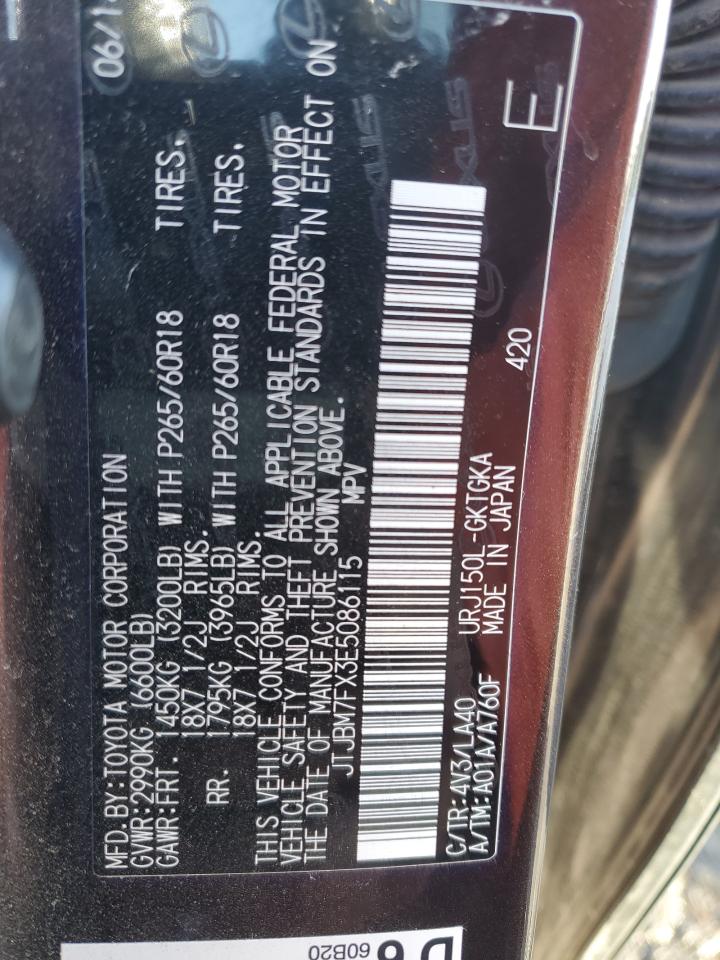 MFD. BY:TOYOTA MOTOR CORPORATION 06/1
GVWR:2990KG (6600LB)
GAWR:FRT. 1450KG (3200LB) WITH P265/60R18 TIRES.
18X7 1/2J RIMS.
RR. 1795KG (3965LB) WITH P265/60R18 TIRES.
18X7 1/2J RIMS.
THIS VEHICLE CONFORMS TO ALL APPLICABLE FEDERAL MOTOR
VEHICLE SAFETY AND THEFT PREVENTION STANDARDS IN EFFECT ON
THE DATE OF MANUFACTURE SHOWN ABOVE.
JTJBM7FX3E5086115 MPV
C/TR:4V3/LA40 URJ150L-GKTGKA 420
A/TM:A01A/A760F MADE IN JAPAN
E
60B20